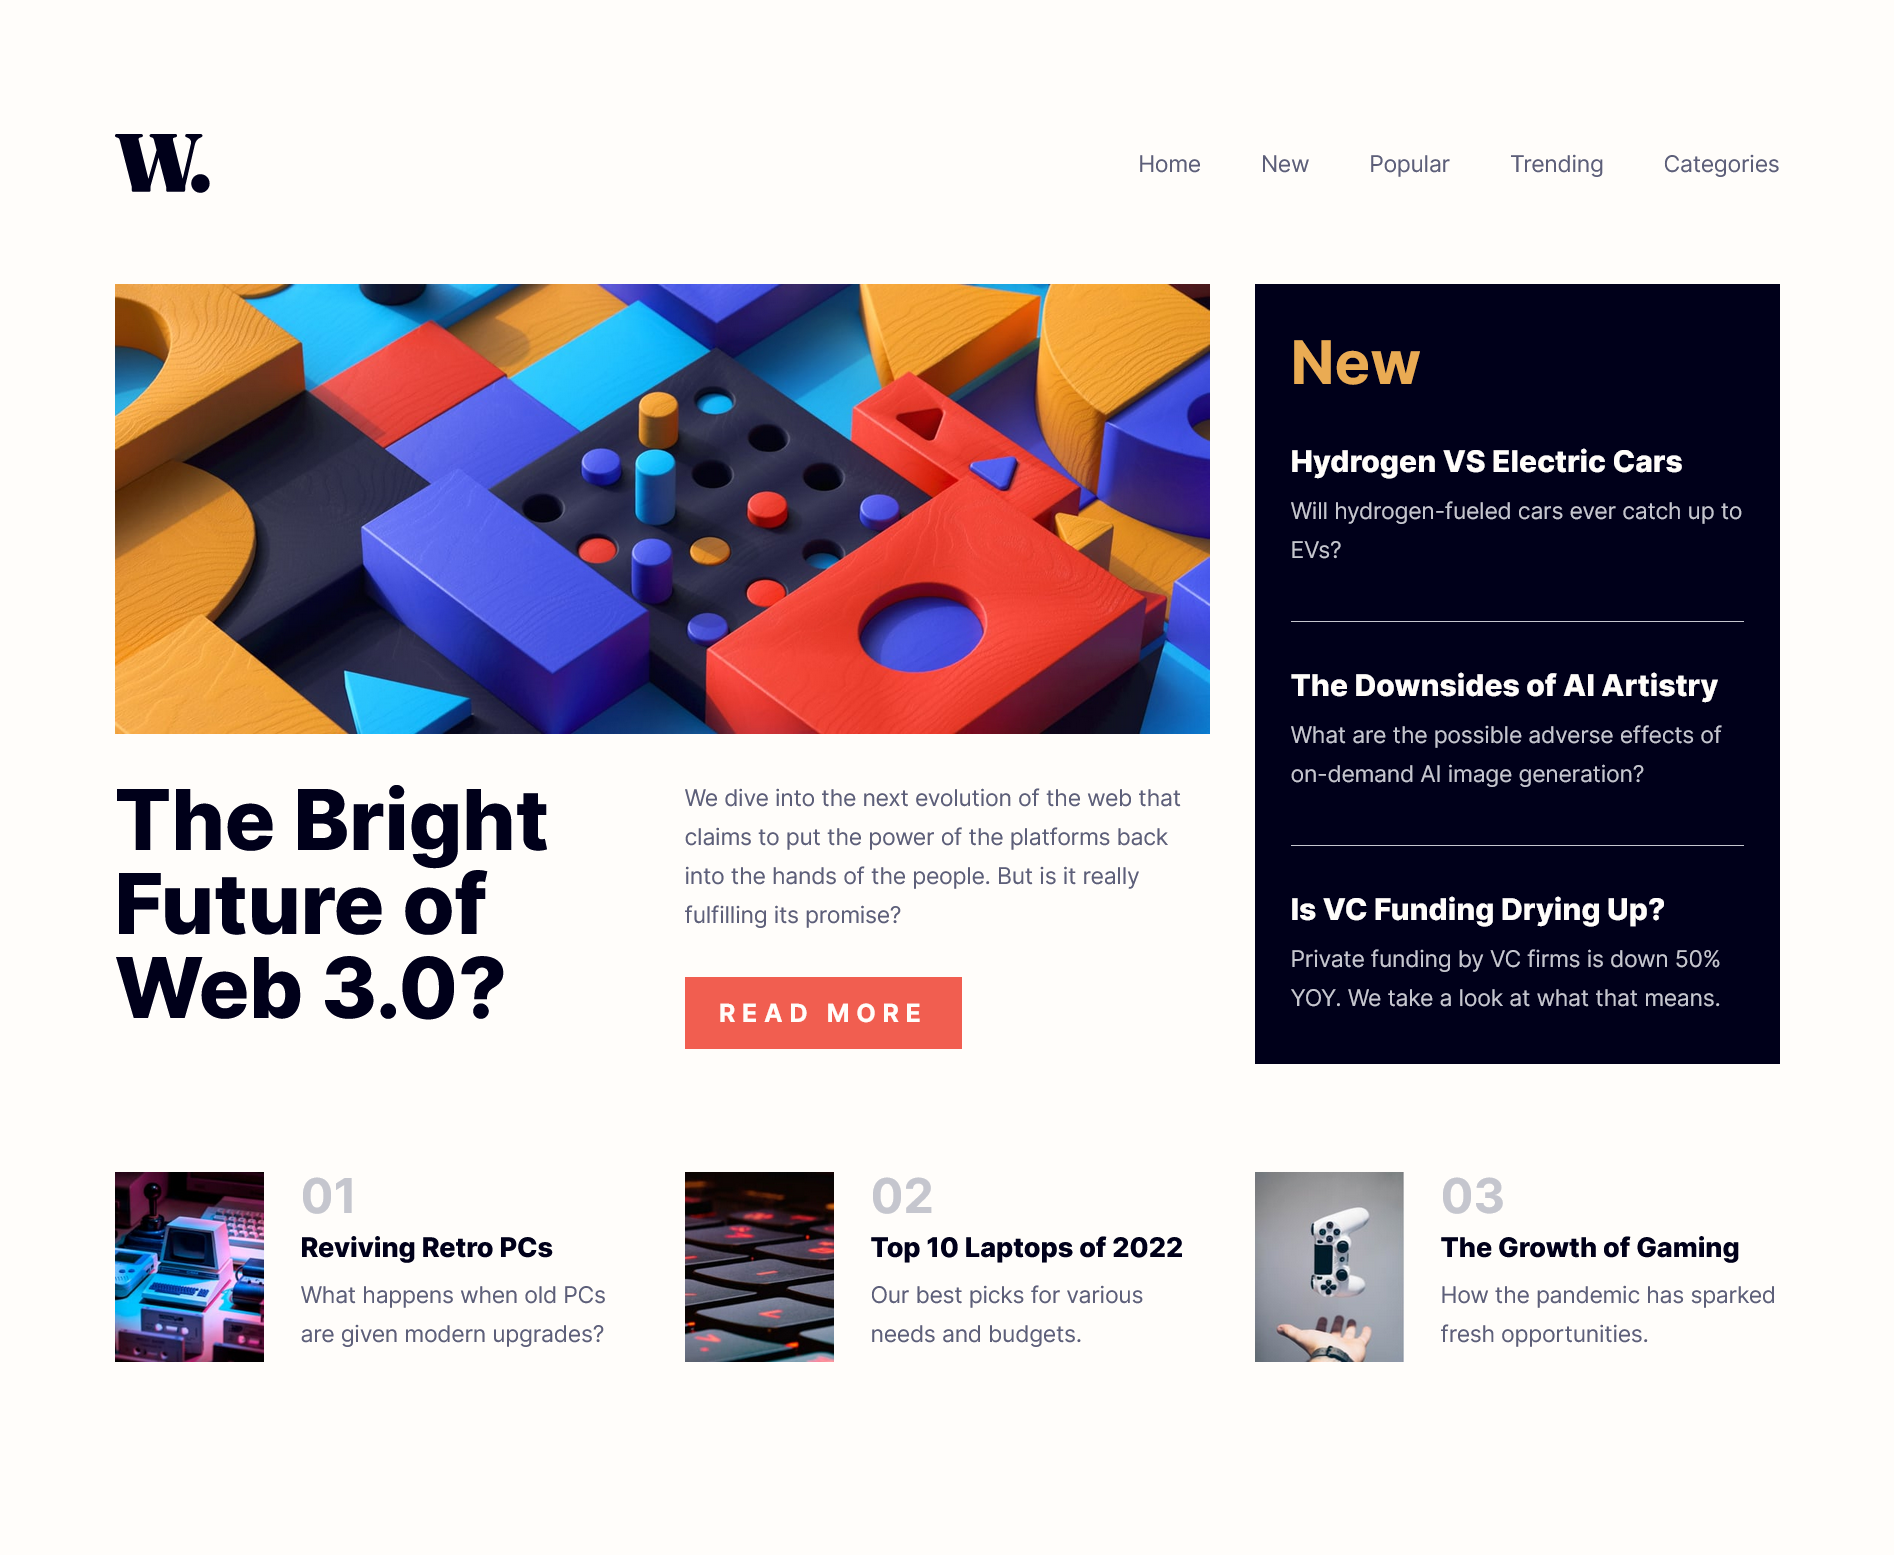 W.
Home New Popular Trending Categories
The Bright
Future of
Web 3.0?
We dive into the next evolution of the web that
claims to put the power of the platforms back
into the hands of the people. But is it really
fulfilling its promise?
READ MORE
New
Hydrogen VS Electric Cars
Will hydrogen-fueled cars ever catch up to
EVs?
The Downsides of AI Artistry
What are the possible adverse effects of
on-demand AI image generation?
Is VC Funding Drying Up?
Private funding by VC firms is down 50%
YOY. We take a look at what that means.
01
Reviving Retro PCs
What happens when old PCs
are given modern upgrades?
02
Top 10 Laptops of 2022
Our best picks for various
needs and budgets.
03
The Growth of Gaming
How the pandemic has sparked
fresh opportunities.